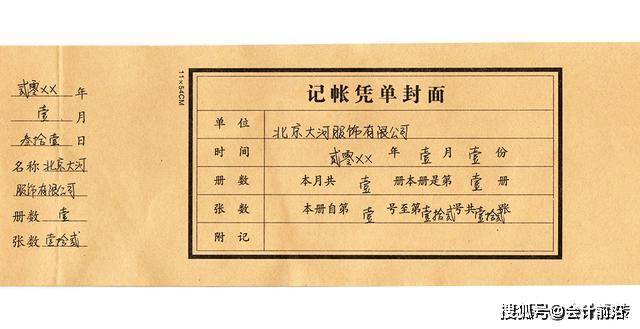 贰零×× 年
壹 月
叁拾壹 日
名称 北京大河
服饰有限公司
册数 壹
张数 壹拾贰
11×54CM
记帐凭单封面
单位 北京大河服饰有限公司
时间 贰零×× 年 壹 月 壹 份
册数 本月共 壹 册本册是第 壹 册
张数 本册自第 壹 号至第壹拾贰号共壹拾贰张
附记
搜狐号@会计前沿